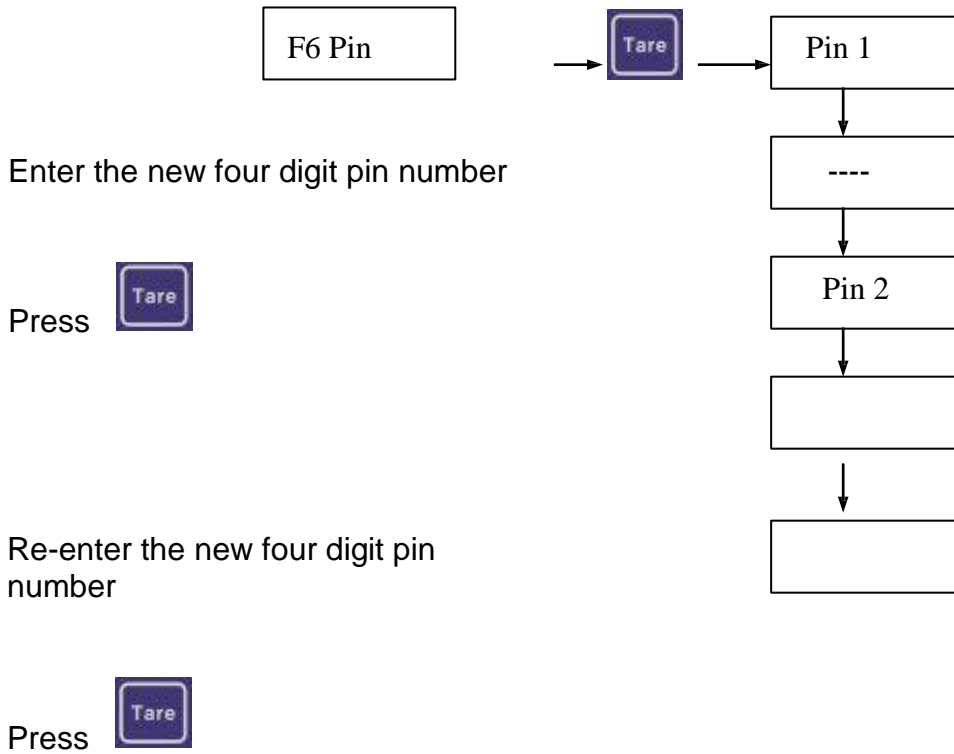 F6 Pin
Tare
Pin 1
Enter the new four digit pin number
----
Pin 2
Press
Tare
Re-enter the new four digit pin
number
Press
Tare